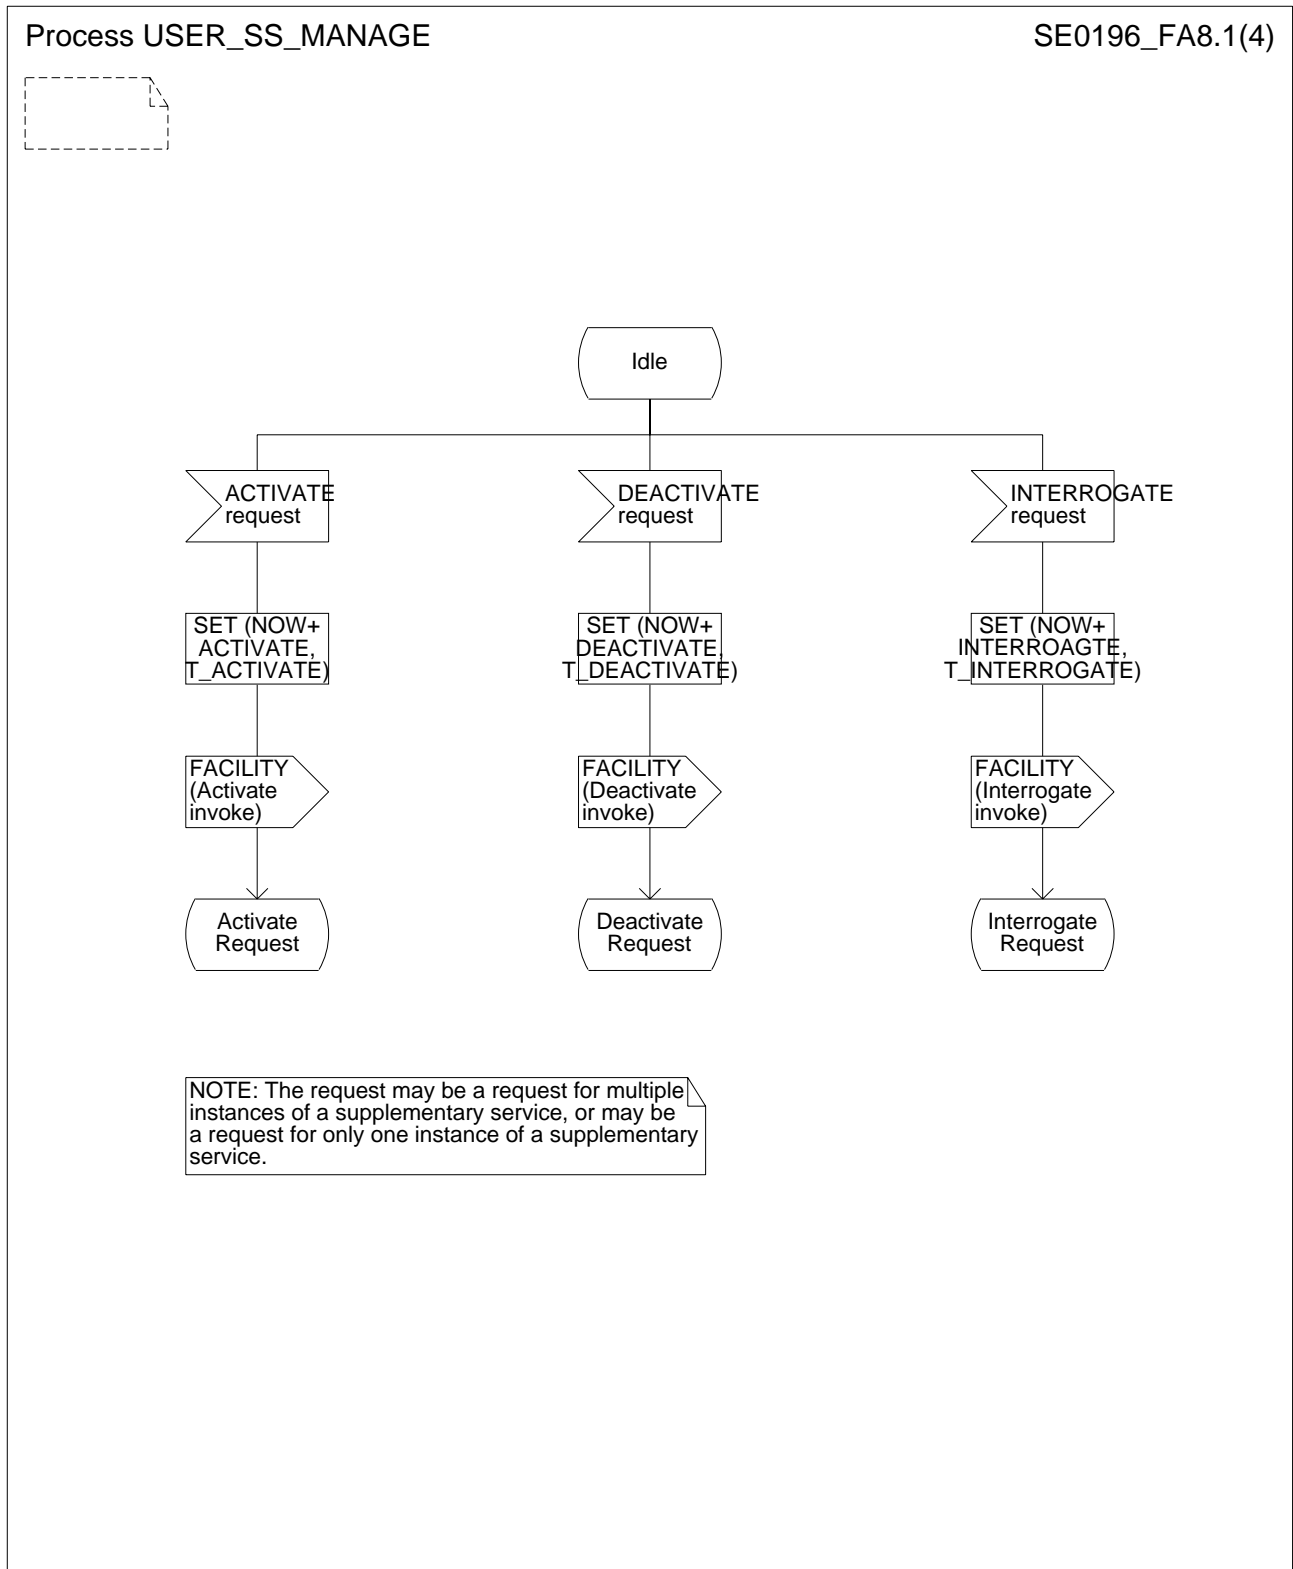 Process USER_SS_MANAGE
SE0196_FA8.1(4)
Idle
ACTIVATE
request
DEACTIVATE
request
INTERROGATE
request
SET (NOW+
ACTIVATE,
T_ACTIVATE)
SET (NOW+
DEACTIVATE,
T_DEACTIVATE)
SET (NOW+
INTERROAGTE,
T_INTERROGATE)
FACILITY
(Activate
invoke)
FACILITY
(Deactivate
invoke)
FACILITY
(Interrogate
invoke)
Activate
Request
Deactivate
Request
Interrogate
Request
NOTE: The request may be a request for multiple
instances of a supplementary service, or may be
a request for only one instance of a supplementary
service.